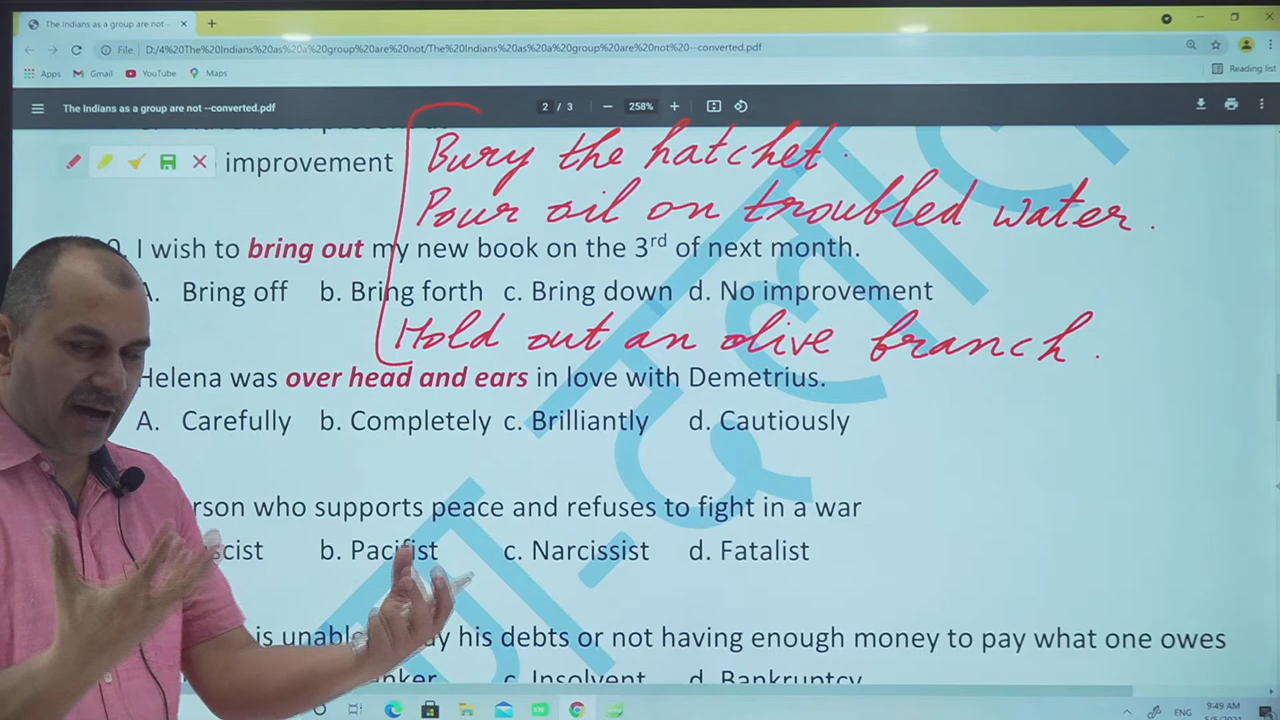 The Indians as a group are not -
File D:/4%20The%20Indians%20as%20a%20group%20are%20not/The%20Indians%20as%20a%20group%20are%20not%20--converted.pdf
Apps Gmail YouTube Maps Reading list
The Indians as a group are not --converted.pdf 2 / 3 258%
improvement
Bury the hatchet.
Pour oil on troubled water.
I wish to bring out my new book on the 3rd of next month.
A. Bring off b. Bring forth c. Bring down d. No improvement
Hold out an olive branch.
Helena was over head and ears in love with Demetrius.
A. Carefully b. Completely c. Brilliantly d. Cautiously
who supports peace and refuses to fight in a war
b. Pacifist c. Narcissist d. Fatalist
is his debts or not having enough money to pay what one owes
c. Insolvent d. Bankruptcy
ENG 9:49 AM